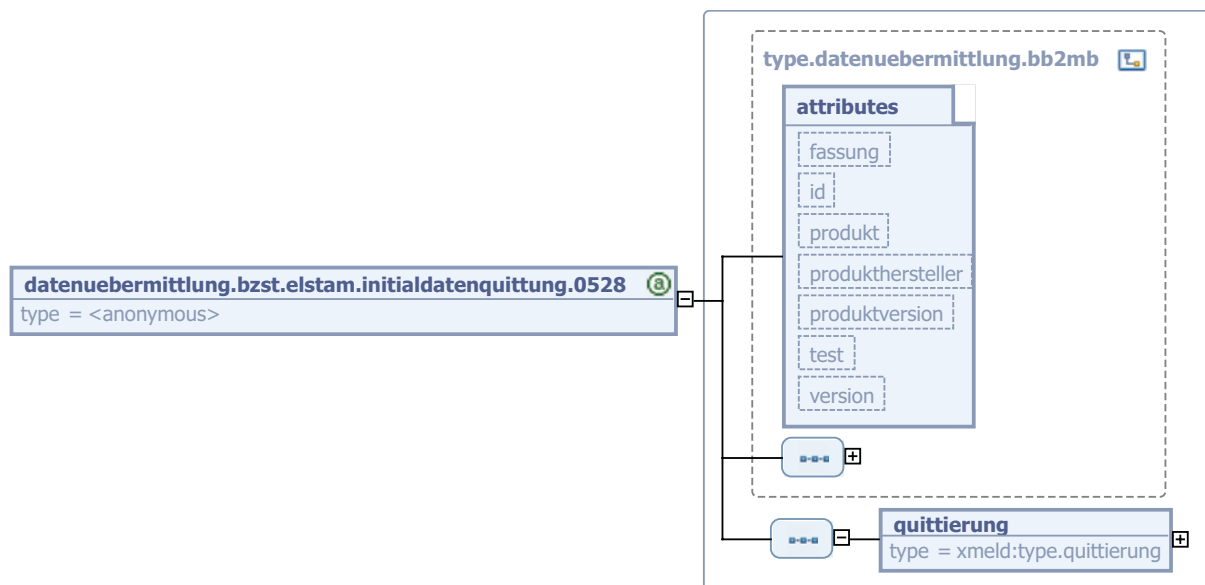 type.datenuebermittlung.bb2mb
attributes
fassung
id
produkt
produkthersteller
produktversion
test
version
datenuebermittlung.bzst.elstam.initialdatenquittung.0528
a
type = <anonymous>
quittierung
type = xmeld:type.quittierung